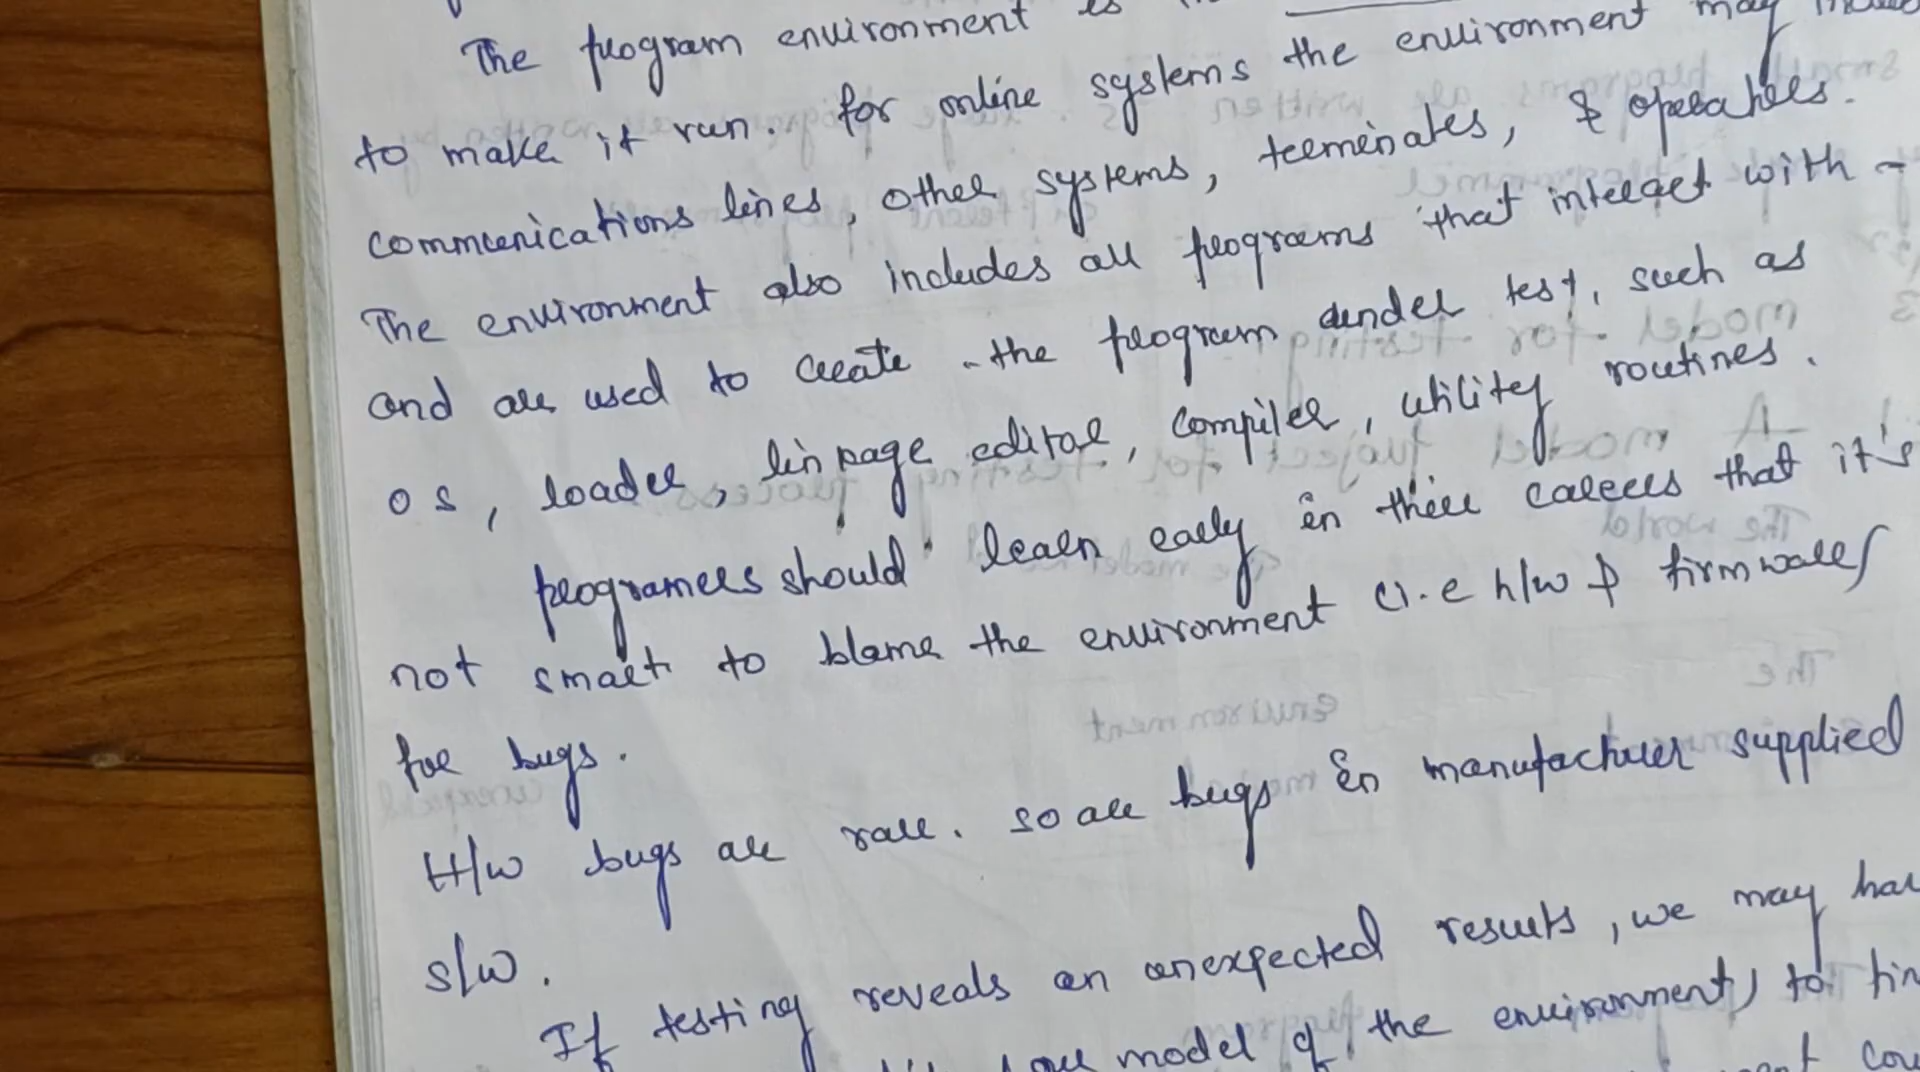 The program environment is
to make it run. for online systems the environment may
communications lines, other systems, terminates, & operators.
The environment also includes all programs that interact with -
and are used to create the program under test, such as
OS, loader, linkage editor, compiler, utility routines.
programers should learn early in their careers that it's
not smart to blame the environment (i.e h/w & firmware)
for bugs.
H/w bugs are rare. so are bugs in manufacturer supplied
s/w.
If testing reveals an unexpected results, we may
model of the environment) to